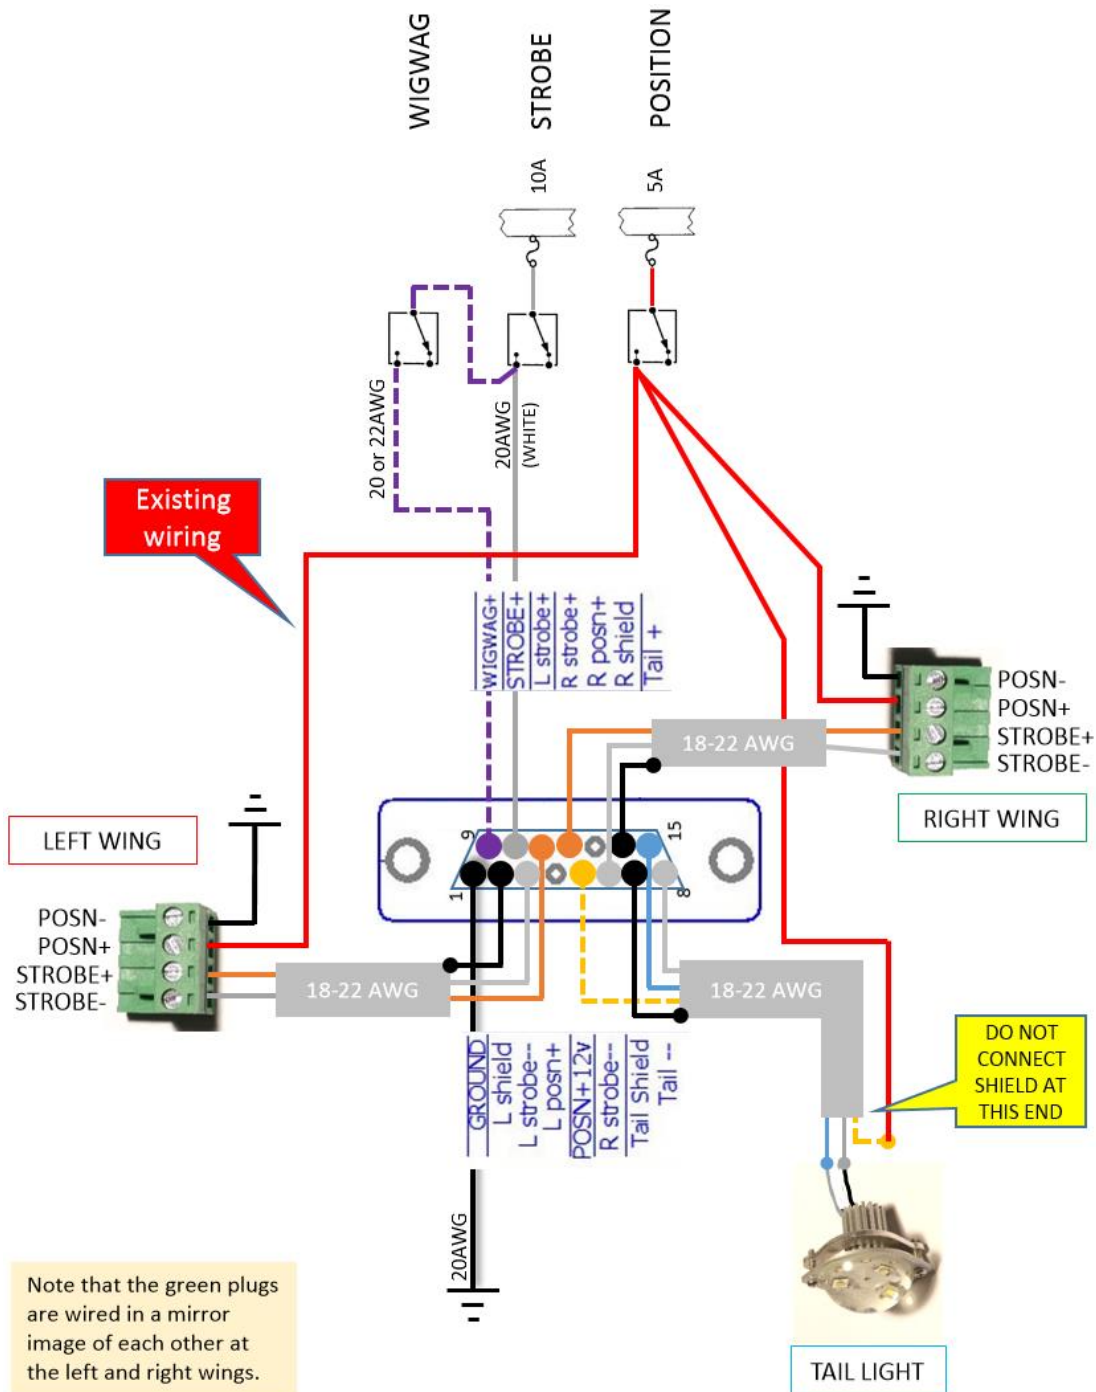 WIGWAG
STROBE
POSITION
10A
5A
20 or 22AWG
20AWG
(WHITE)
Existing
wiring
WIGWAG+
STROBE+
L strobe+
R strobe+
R posn+
R shield
Tail +
POSN-
POSN+
STROBE+
STROBE-
18-22 AWG
RIGHT WING
LEFT WING
9
15
1
8
POSN-
POSN+
STROBE+
STROBE-
18-22 AWG
18-22 AWG
GROUND
L shield
L strobe--
L posn+
POSN+12v
R strobe--
Tail Shield
Tail --
DO NOT
CONNECT
SHIELD AT
THIS END
20AWG
Note that the green plugs
are wired in a mirror
image of each other at
the left and right wings.
TAIL LIGHT